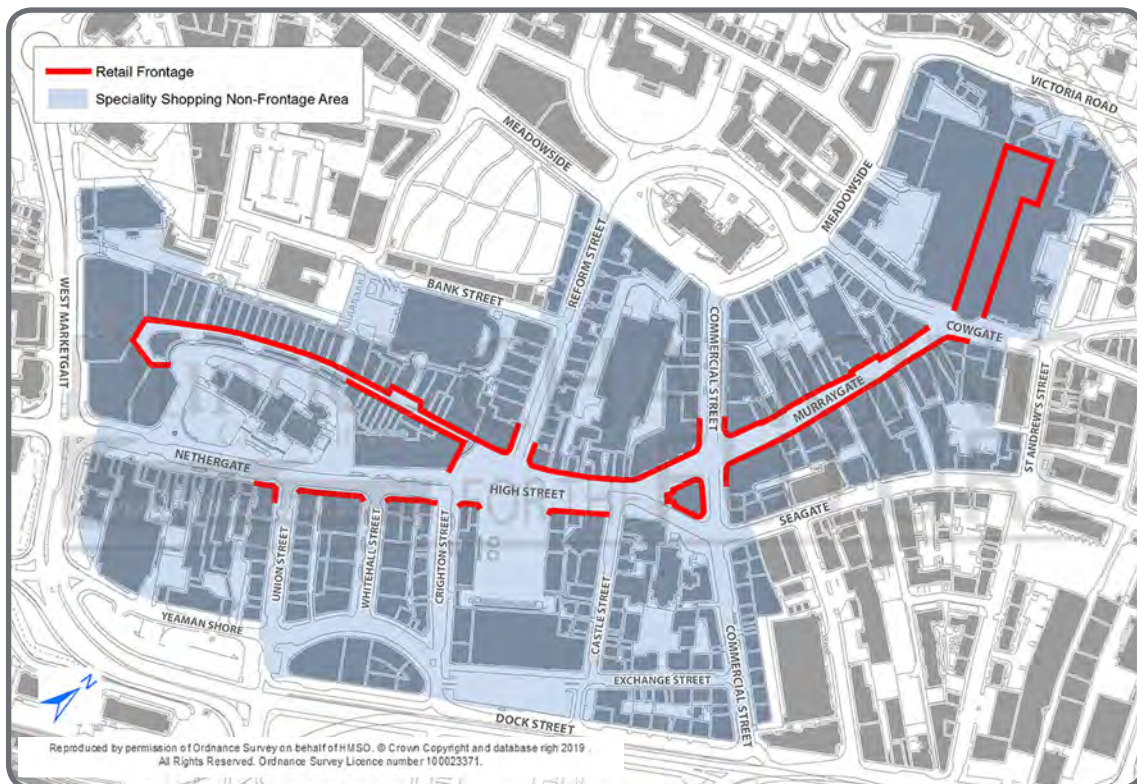 Retail Frontage
Speciality Shopping Non-Frontage Area
VICTORIA ROAD
MEADOWSIDE
MEADOWSIDE
REFORM STREET
WEST MARKETGAIT
BANK STREET
COMMERCIAL STREET
COWGATE
MURRAYGATE
ST ANDREW'S STREET
NETHERGATE
HIGH STREET
SEAGATE
UNION STREET
WHITEHALL STREET
CRIGHTON STREET
CASTLE STREET
YEAMAN SHORE
COMMERCIAL STREET
EXCHANGE STREET
DOCK STREET
N
Reproduced by permission of Ordnance Survey on behalf of HMSO. © Crown Copyright and database righ 2019 .
All Rights Reserved. Ordnance Survey Licence number 100023371.